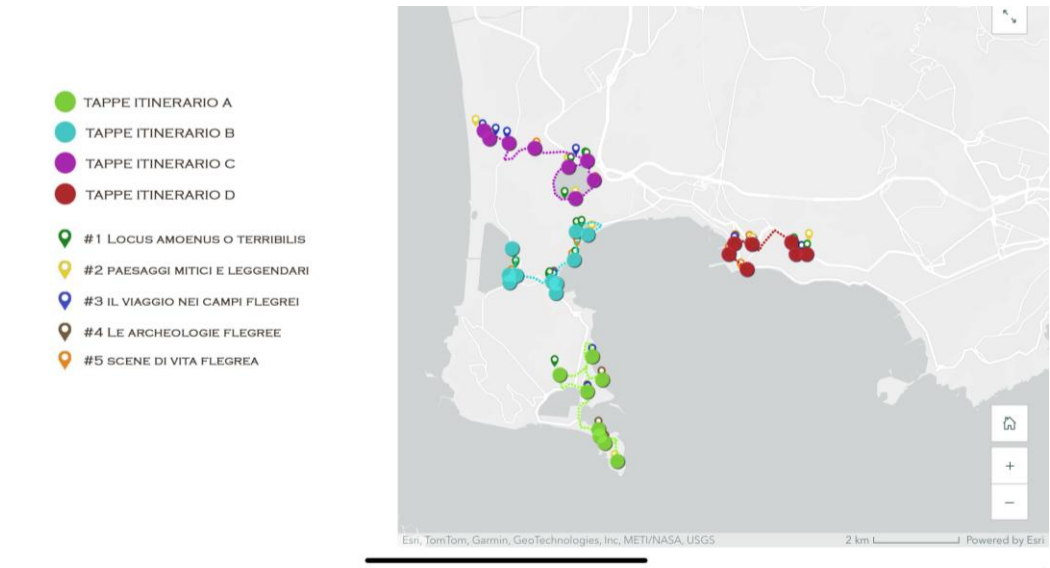 TAPPE ITINERARIO A
TAPPE ITINERARIO B
TAPPE ITINERARIO C
TAPPE ITINERARIO D
#1 LOCUS AMOENUS O TERRIBILIS
#2 PAESAGGI MITICI E LEGGENDARI
#3 IL VIAGGIO NEI CAMPI FLEGREI
#4 LE ARCHEOLOGIE FLEGREE
#5 SCENE DI VITA FLEGREA
Esri, TomTom, Garmin, GeoTechnologies, Inc, METI/NASA, USGS
2 km
Powered by Esri